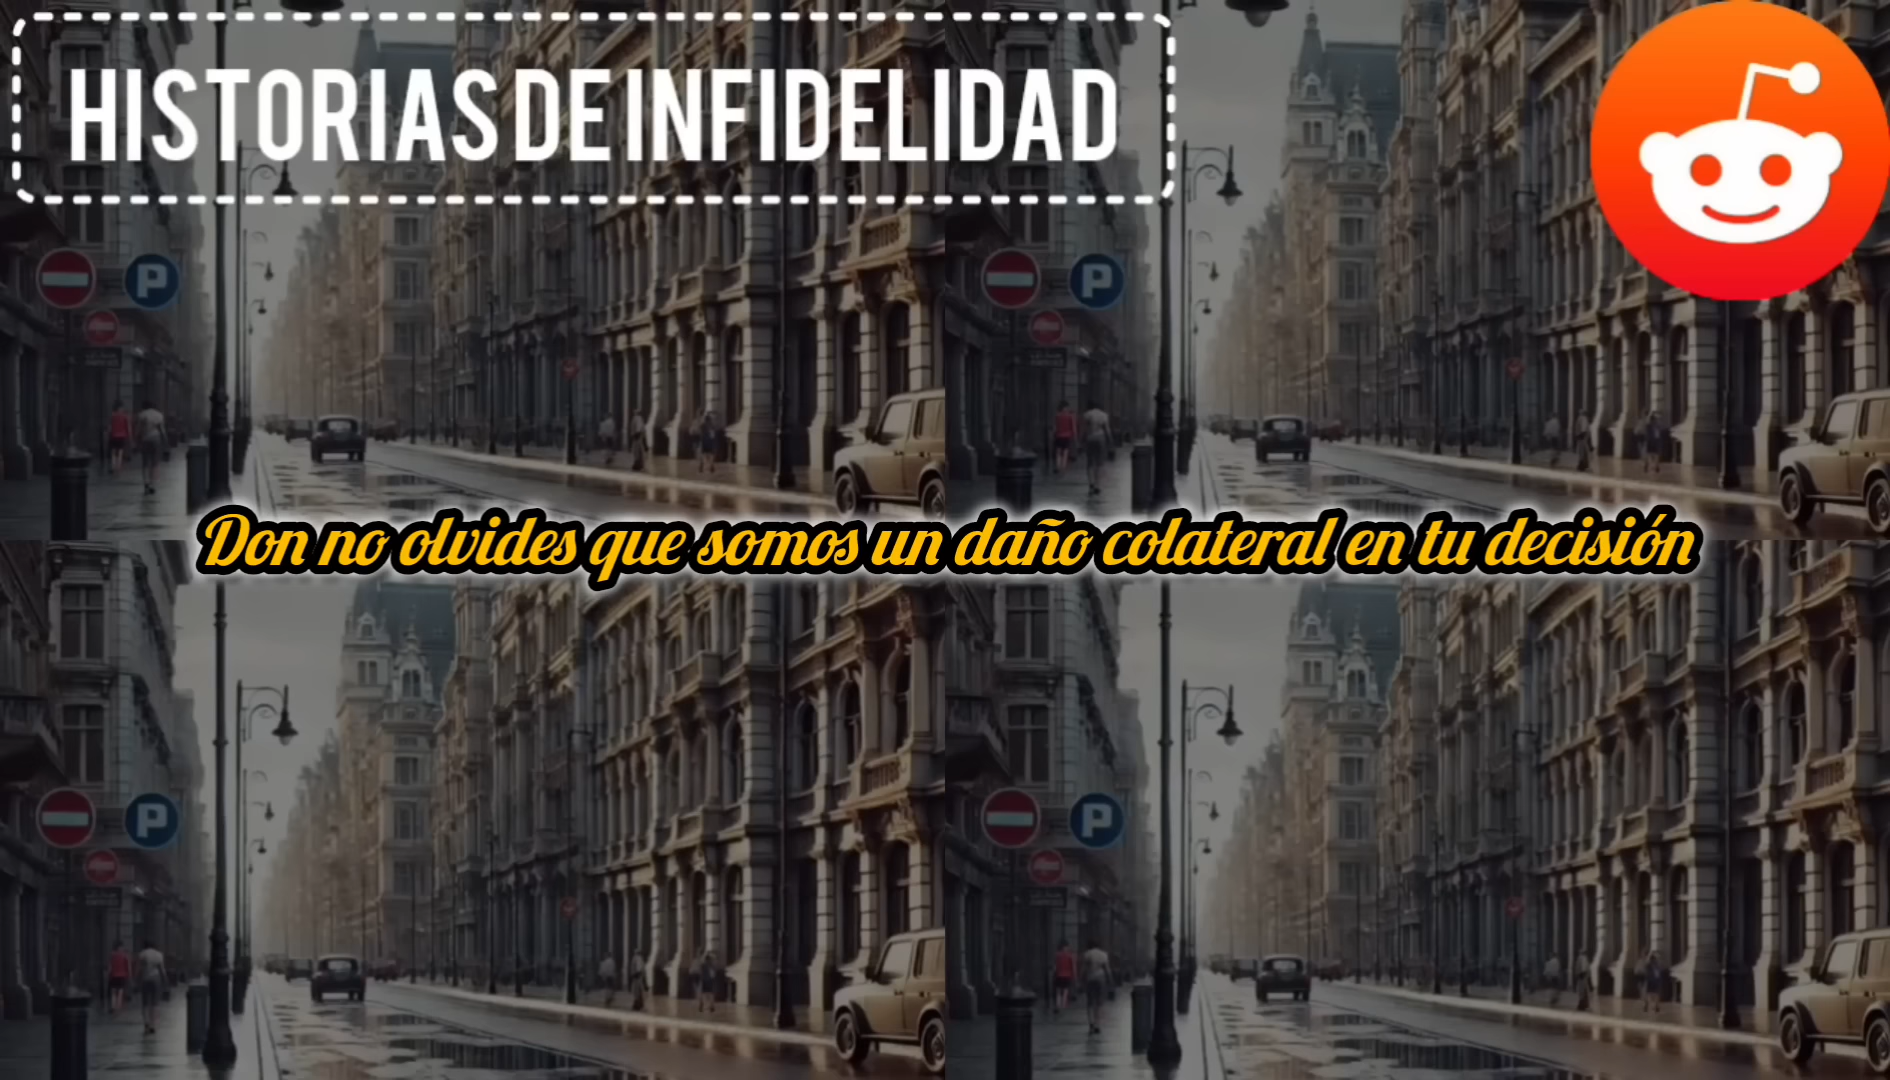 HISTORIAS DE INFIDELIDAD
P
P
Don no olvides que somos un daño colateral en tu decisión
P
P